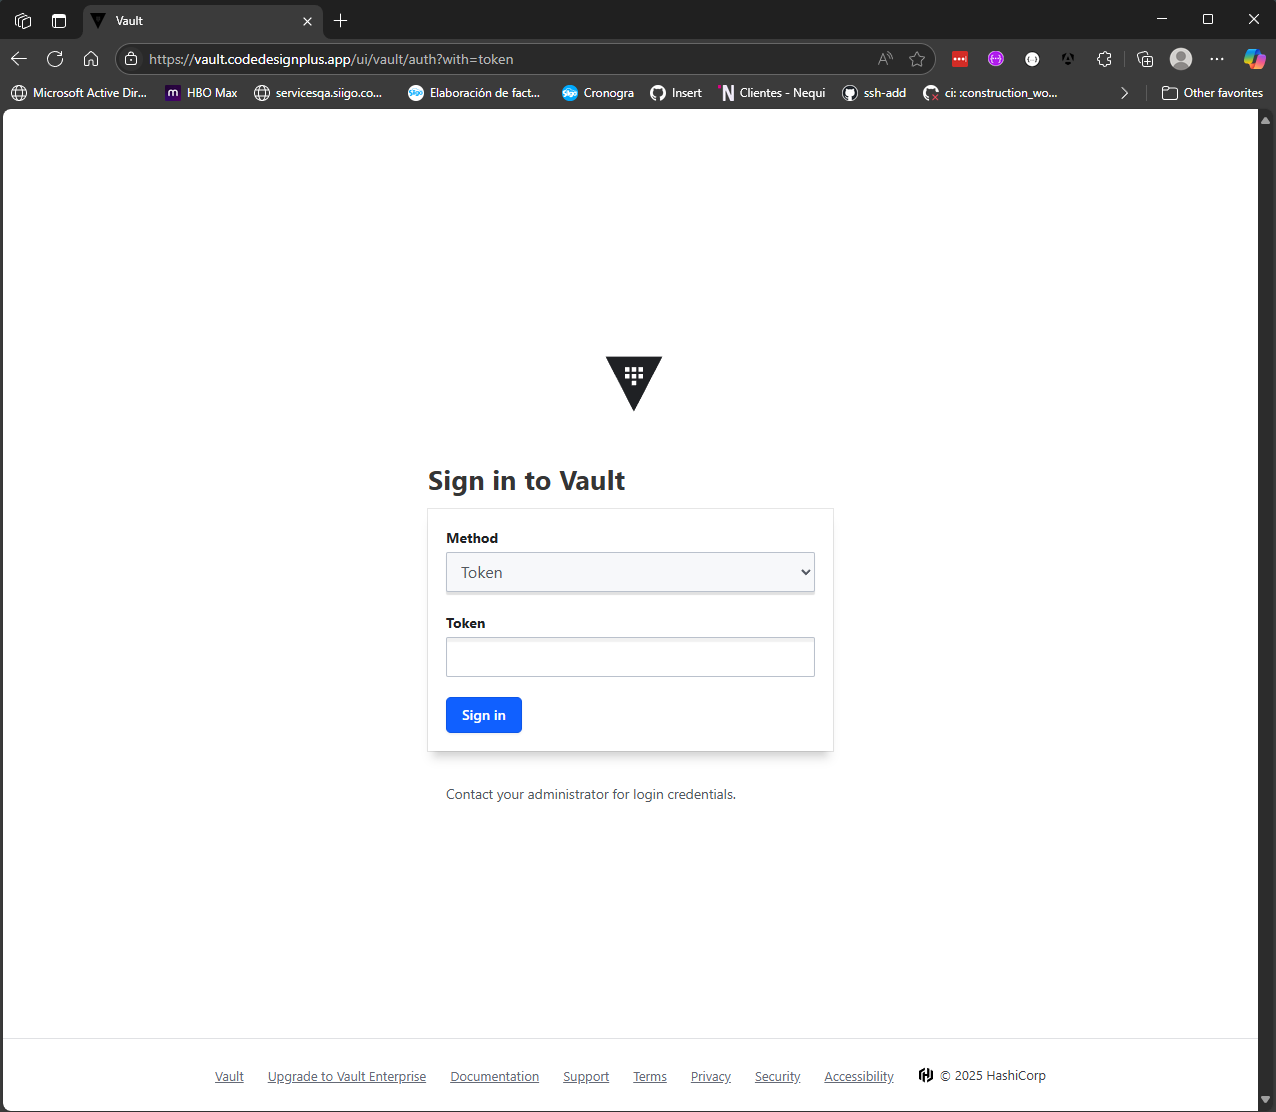 Vault
https://vault.codedesignplus.app/ui/vault/auth?with=token
Microsoft Active Dir...
HBO Max
servicesqa.siigo.co...
Elaboración de fact...
Cronogra
Insert
Clientes - Nequi
ssh-add
ci: :construction_wo...
Other favorites
Sign in to Vault
Method
Token
Token
Sign in
Contact your administrator for login credentials.
Vault Upgrade to Vault Enterprise Documentation Support Terms Privacy Security Accessibility © 2025 HashiCorp